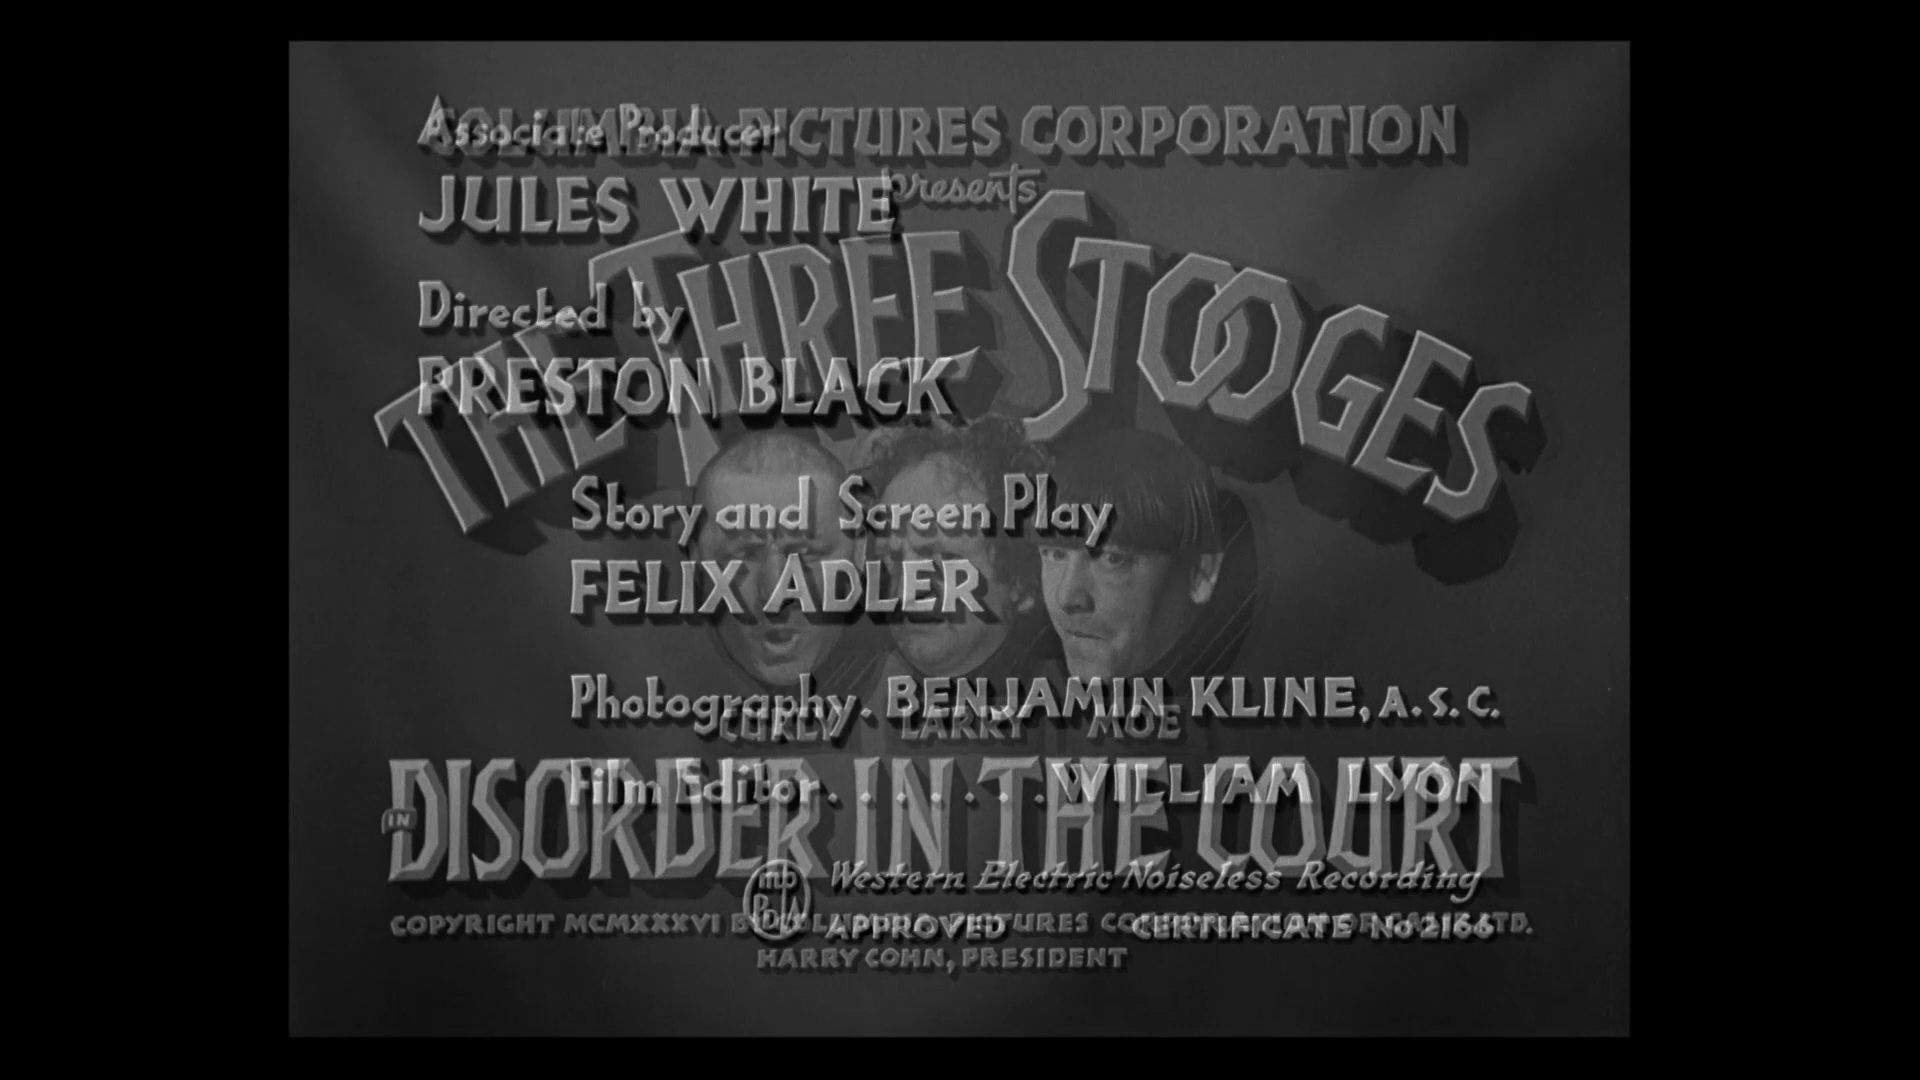 COLUMBIA PICTURES CORPORATION
presents
THE THREE STOOGES
CURLY LARRY MOE
IN
DISORDER IN THE COURT
COPYRIGHT MCMXXXVI BY COLUMBIA PICTURES CORPORATION OF CALIF. LTD.
HARRY COHN, PRESIDENT
Associate Producer
JULES WHITE
Directed by
PRESTON BLACK
Story and Screen Play
FELIX ADLER
Photography. BENJAMIN KLINE, A.S.C.
Film Editor. . . . . . .WILLIAM LYON
Western Electric Noiseless Recording
APPROVED CERTIFICATE No 2166